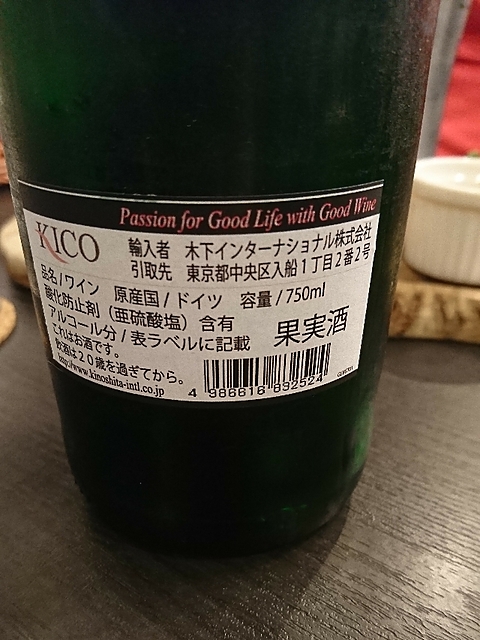 Passion for Good Life with Good Wine
KICO
輸入者 木下インターナショナル株式会社
引取先 東京都中央区入船1丁目2番2号
品名/ワイン 原産国/ドイツ 容量/750ml
酸化防止剤(亜硫酸塩)含有
アルコール分/表ラベルに記載
果実酒
これはお酒です。
飲酒は20歳を過ぎてから。
http://www.kinoshita-intl.co.jp
4 986616 892524